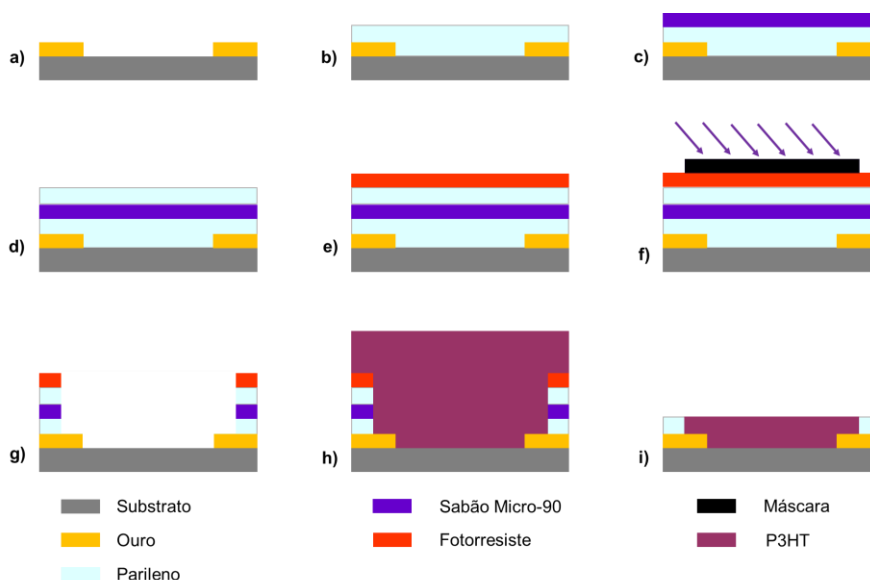 a)
b)
c)
d)
e)
f)
g)
h)
i)
Substrato
Sabão Micro-90
Máscara
Ouro
Fotorresiste
P3HT
Parileno